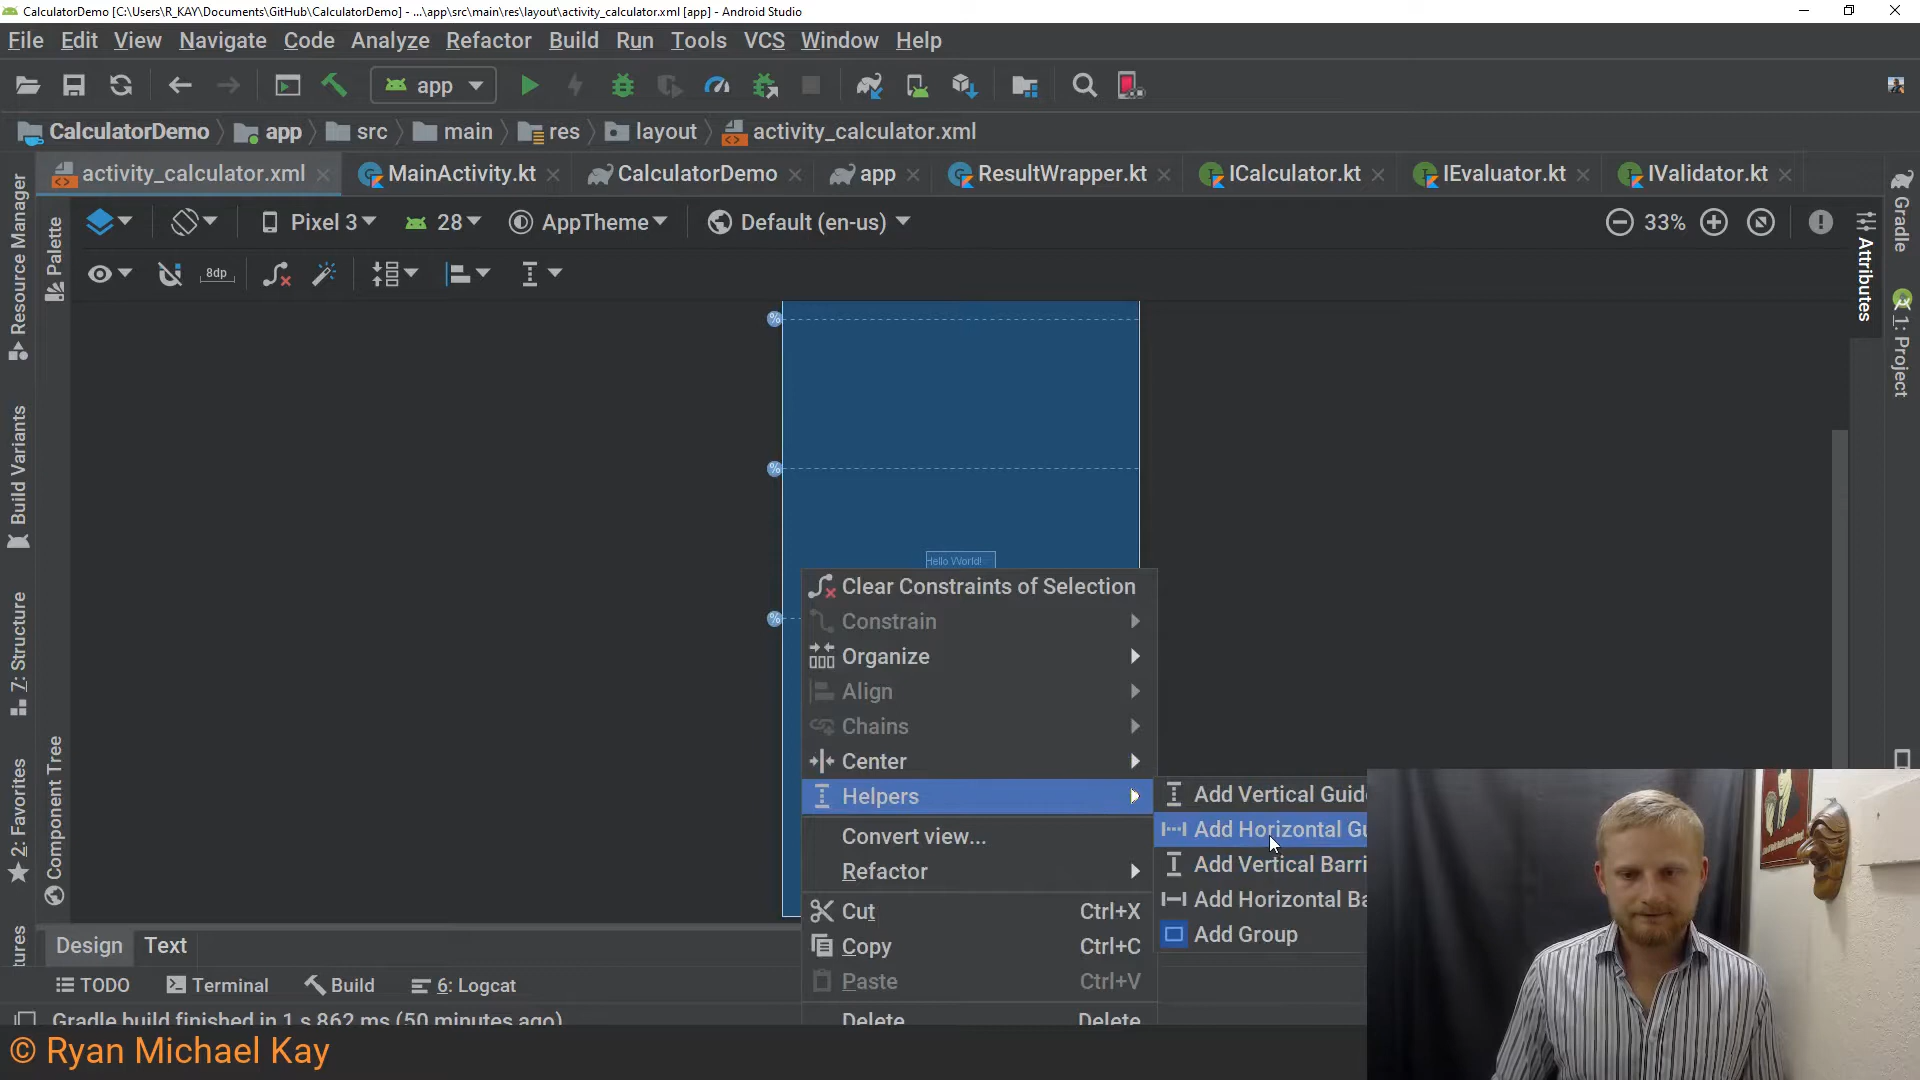 CalculatorDemo [C:\Users\R_KAY\Documents\GitHub\CalculatorDemo] - ...\app\src\main\res\layout\activity_calculator.xml [app] - Android Studio
File Edit View Navigate Code Analyze Refactor Build Run Tools VCS Window Help
app
CalculatorDemo app src main res layout activity_calculator.xml
activity_calculator.xml MainActivity.kt CalculatorDemo app ResultWrapper.kt ICalculator.kt IEvaluator.kt IValidator.kt
Pixel 3 28 AppTheme Default (en-us) 33%
8dp
Resource Manager
Build Variants
7: Structure
2: Favorites
tures
Palette
Component Tree
Attributes
Gradle
1: Project
%
%
%
Hello World!
Clear Constraints of Selection
Constrain
Organize
Align
Chains
Center
Helpers
Convert view...
Refactor
Cut Ctrl+X
Copy Ctrl+C
Paste Ctrl+V
Delete Delete
Add Vertical Guide
Add Horizontal Gu
Add Vertical Barri
Add Horizontal Ba
Add Group
Design Text
TODO Terminal Build 6: Logcat
Gradle build finished in 1 s 862 ms (50 minutes ago)
© Ryan Michael Kay